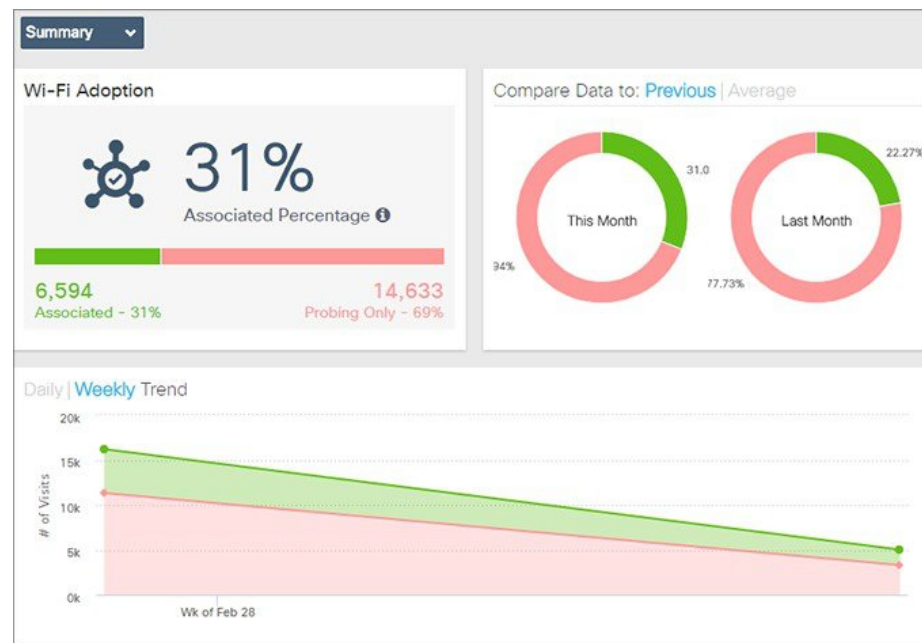 Summary
Wi-Fi Adoption
31%
Associated Percentage
6,594
Associated - 31%
14,633
Probing Only - 69%
Compare Data to: Previous | Average
31.0
This Month
94%
22.27%
Last Month
77.73%
Daily | Weekly Trend
20k
15k
10k
5k
0k
# of Visits
Wk of Feb 28